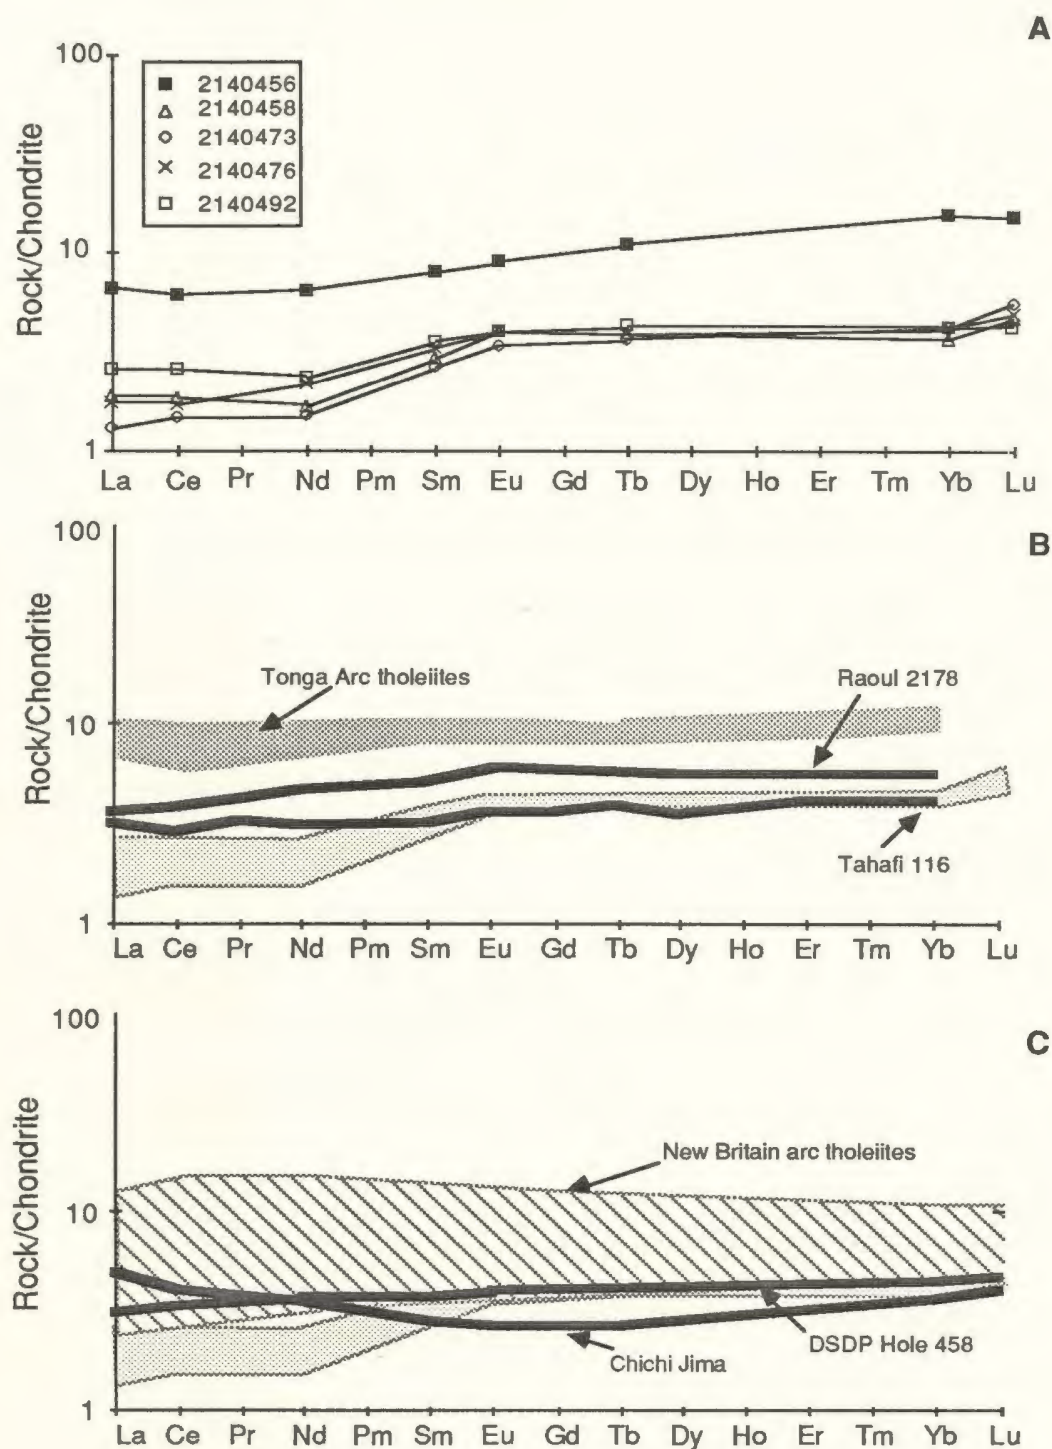 A
100
10
1
Rock/Chondrite
2140456
2140458
2140473
2140476
2140492
La Ce Pr Nd Pm Sm Eu Gd Tb Dy Ho Er Tm Yb Lu
B
100
10
1
Rock/Chondrite
Tonga Arc tholeiites
Raoul 2178
Tahafi 116
La Ce Pr Nd Pm Sm Eu Gd Tb Dy Ho Er Tm Yb Lu
C
100
10
1
Rock/Chondrite
New Britain arc tholeiites
DSDP Hole 458
Chichi Jima
La Ce Pr Nd Pm Sm Eu Gd Tb Dy Ho Er Tm Yb Lu